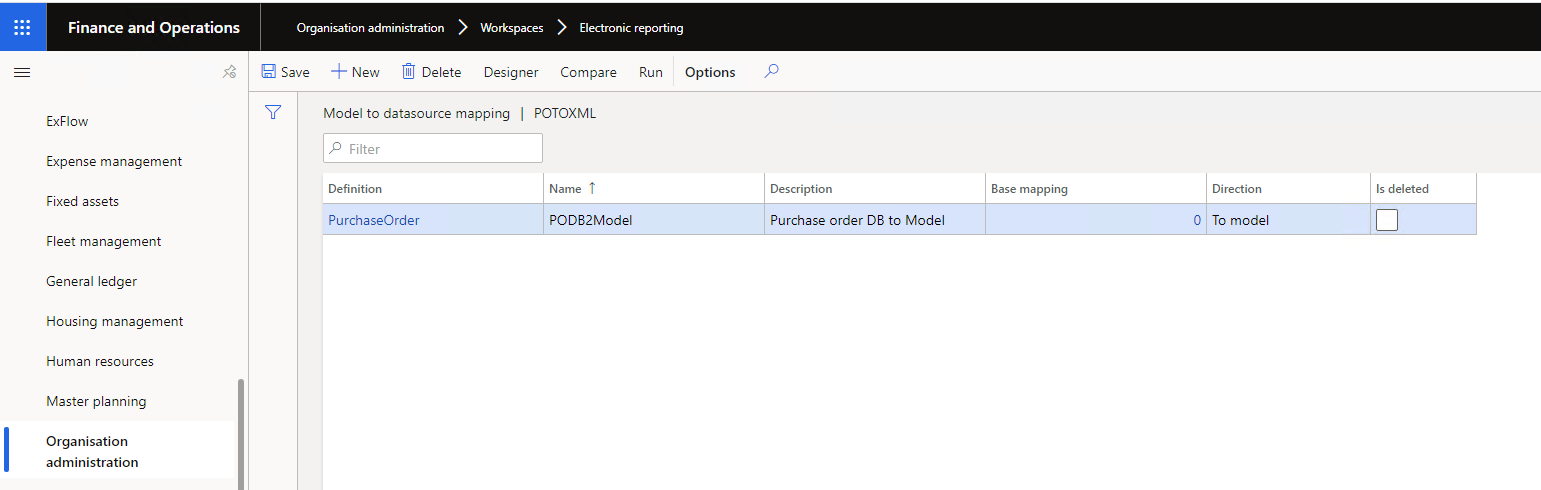 Finance and Operations
Organisation administration
Workspaces
Electronic reporting
Save
New
Delete
Designer
Compare
Run
Options
ExFlow
Expense management
Fixed assets
Fleet management
General ledger
Housing management
Human resources
Master planning
Organisation
administration
Model to datasource mapping | POTOXML
Filter
Definition
Name
Description
Base mapping
Direction
Is deleted
PurchaseOrder
PODB2Model
Purchase order DB to Model
0
To model